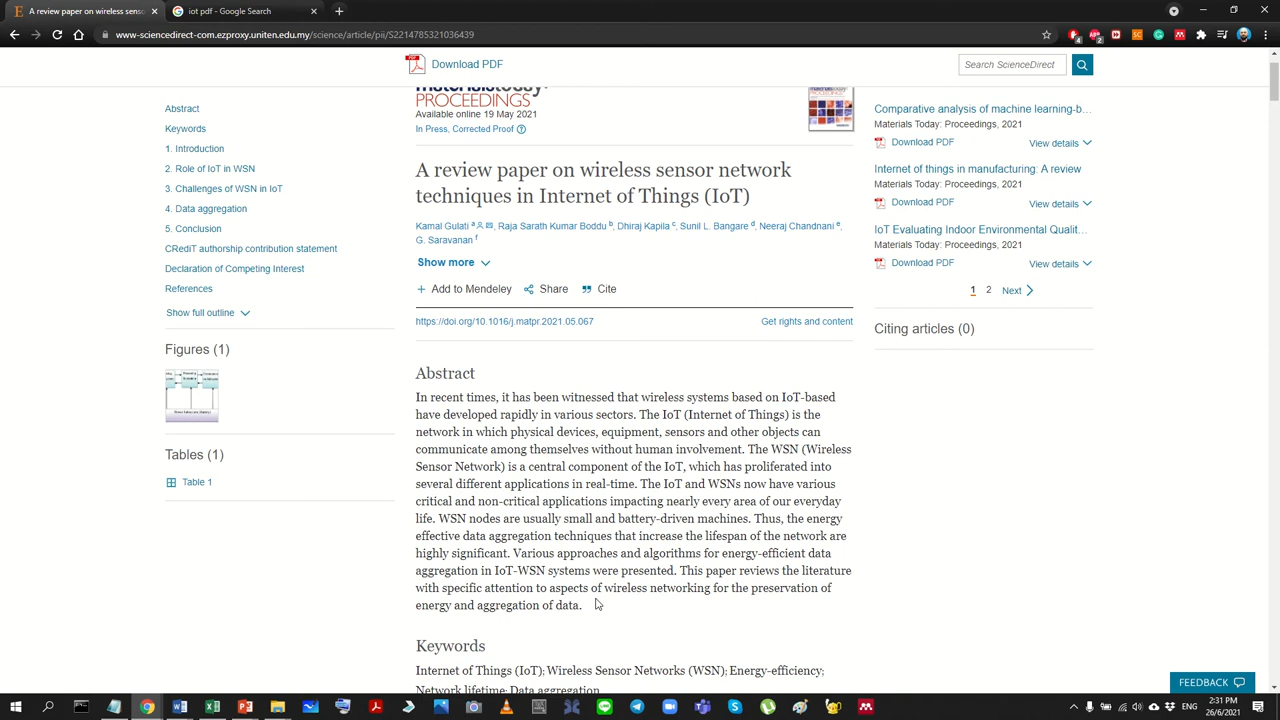 Wireless sensor network
Get rid of pdf - Google Search
www-sciencedirect-com.ezproxy.uniten.edu.my/science/article/pii/S2214785321036439
Download PDF
Search ScienceDirect
Abstract
Keywords
1. Introduction
2. Role of IoT in WSN
3. Challenges of WSN in IoT
4. Data aggregation
5. Conclusion
CRediT authorship contribution statement
Declaration of Competing Interest
References
Show full outline
Figures (1)
Tables (1)
Table 1
materialstoday:
PROCEEDINGS
Available online 19 May 2021
In Press, Corrected Proof
A review paper on wireless sensor network
techniques in Internet of Things (IoT)
Kamal Gulati a, Raja Sarath Kumar Boddu b, Dhiraj Kapila c, Sunil L. Bangare d, Neeraj Chandnani e,
G. Saravanan f
Show more
+ Add to Mendeley Share Cite
https://doi.org/10.1016/j.matpr.2021.05.067
Get rights and content
Abstract
In recent times, it has been witnessed that wireless systems based on IoT-based
have developed rapidly in various sectors. The IoT (Internet of Things) is the
network in which physical devices, equipment, sensors and other objects can
communicate among themselves without human involvement. The WSN (Wireless
Sensor Network) is a central component of the IoT, which has proliferated into
several different applications in real-time. The IoT and WSNs now have various
critical and non-critical applications impacting nearly every area of our everyday
life. WSN nodes are usually small and battery-driven machines. Thus, the energy
effective data aggregation techniques that increase the lifespan of the network are
highly significant. Various approaches and algorithms for energy-efficient data
aggregation in IoT-WSN systems were presented. This paper reviews the literature
with specific attention to aspects of wireless networking for the preservation of
energy and aggregation of data.
Keywords
Internet of Things (IoT); Wireless Sensor Networks (WSN); Energy-efficiency;
Network lifetime; Data aggregation
Comparative analysis of machine learning-b...
Materials Today: Proceedings, 2021
Download PDF View details
Internet of things in manufacturing: A review
Materials Today: Proceedings, 2021
Download PDF View details
IoT Evaluating Indoor Environmental Qualit...
Materials Today: Proceedings, 2021
Download PDF View details
1 2 Next
Citing articles (0)
FEEDBACK
ENG
2:31 PM
26/6/2021